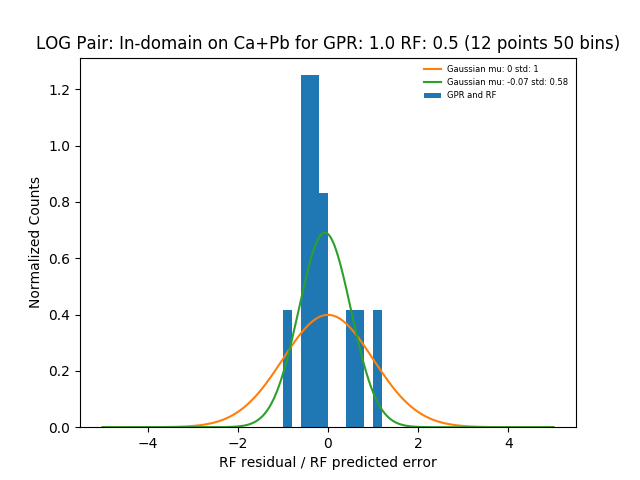 LOG Pair: In-domain on Ca+Pb for GPR: 1.0 RF: 0.5 (12 points 50 bins)
Gaussian mu: 0 std: 1
Gaussian mu: -0.07 std: 0.58
GPR and RF
Normalized Counts
1.2
1.0
0.8
0.6
0.4
0.2
0.0
−4 −2 0 2 4
RF residual / RF predicted error